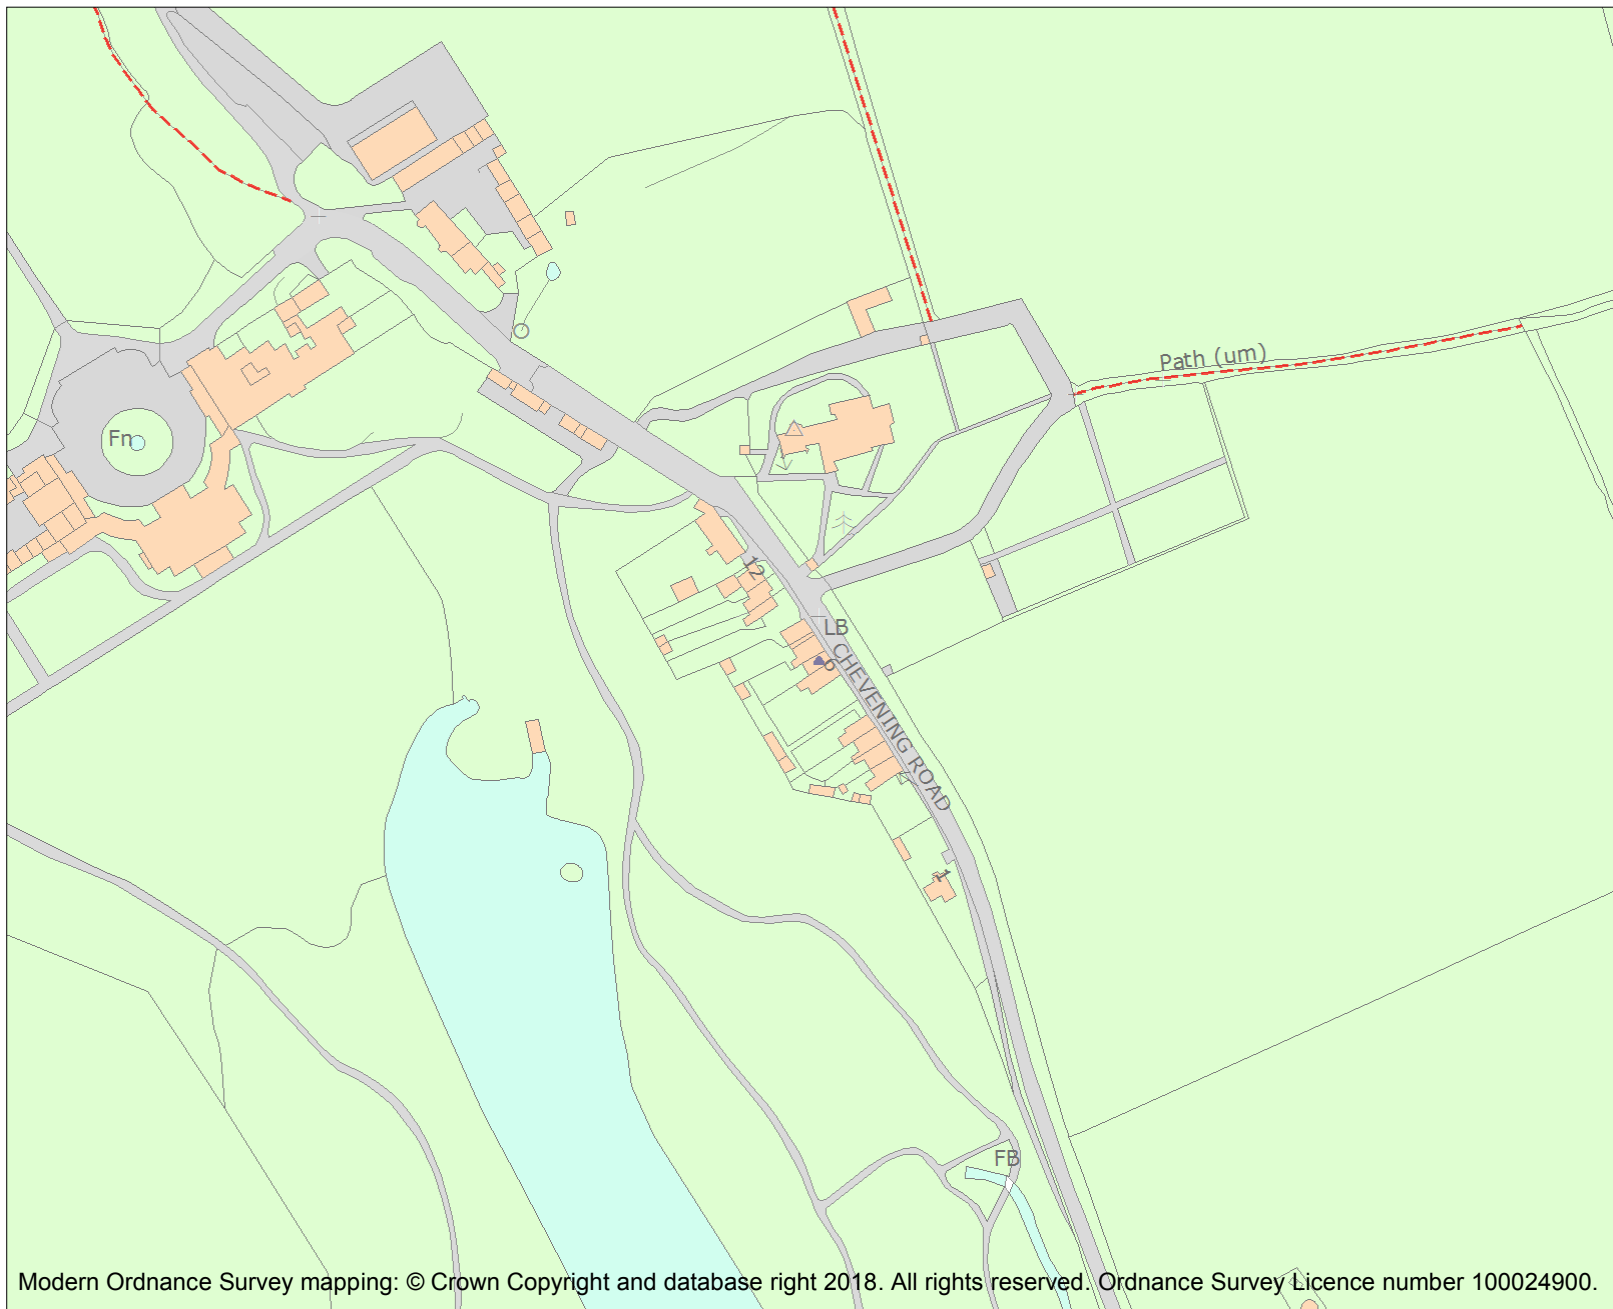 Path (um)
Fn
12
LB
6
CHEVENING ROAD
1
FB
Modern Ordnance Survey mapping: © Crown Copyright and database right 2018. All rights reserved. Ordnance Survey Licence number 100024900.